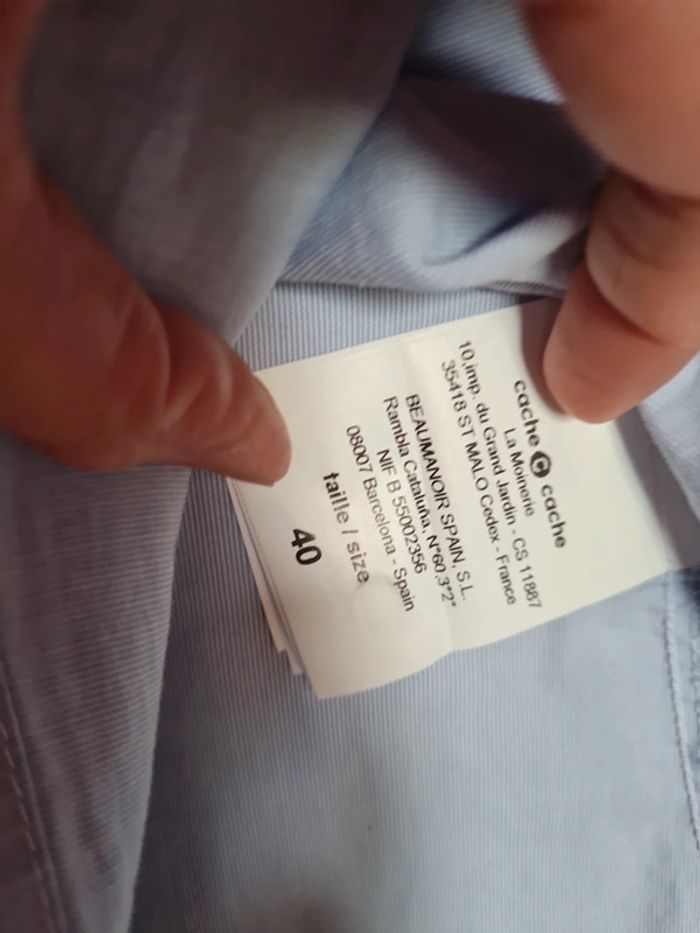 cache C cache
La Moinerie
10,imp. du Grand Jardin - CS 11887
35418 ST MALO Cedex - France
BEAUMANOIR SPAIN, S.L.
Rambla Cataluña, N°60 3°2ª
NIF B 55002356
08007 Barcelona - Spain
taille / size
40